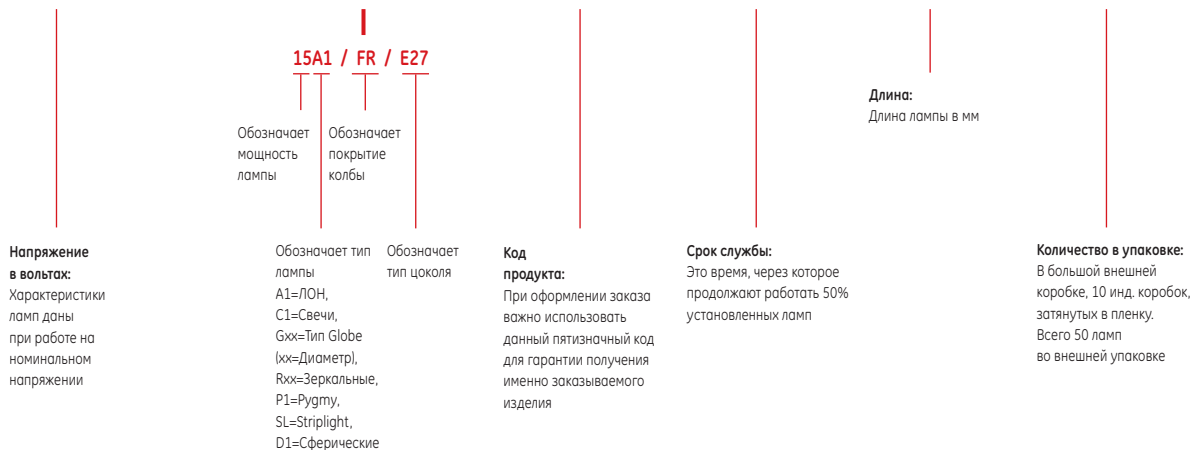 15A1 / FR / E27
Обозначает
мощность
лампы
Обозначает
покрытие
колбы
Длина:
Длина лампы в мм
Напряжение
в вольтах:
Характеристики
ламп даны
при работе на
номинальном
напряжении
Обозначает тип
лампы
A1=ЛОН,
C1=Свечи,
Gxx=Тип Globe
(xx=Диаметр),
Rxx=Зеркальные,
P1=Pygmy,
SL=Striplight,
D1=Сферические
Обозначает
тип цоколя
Код
продукта:
При оформлении заказа
важно использовать
данный пятизначный код
для гарантии получения
именно заказываемого
изделия
Срок службы:
Это время, через которое
продолжают работать 50%
установленных ламп
Количество в упаковке:
В большой внешней
коробке, 10 инд. коробок,
затянутых в пленку.
Всего 50 ламп
во внешней упаковке